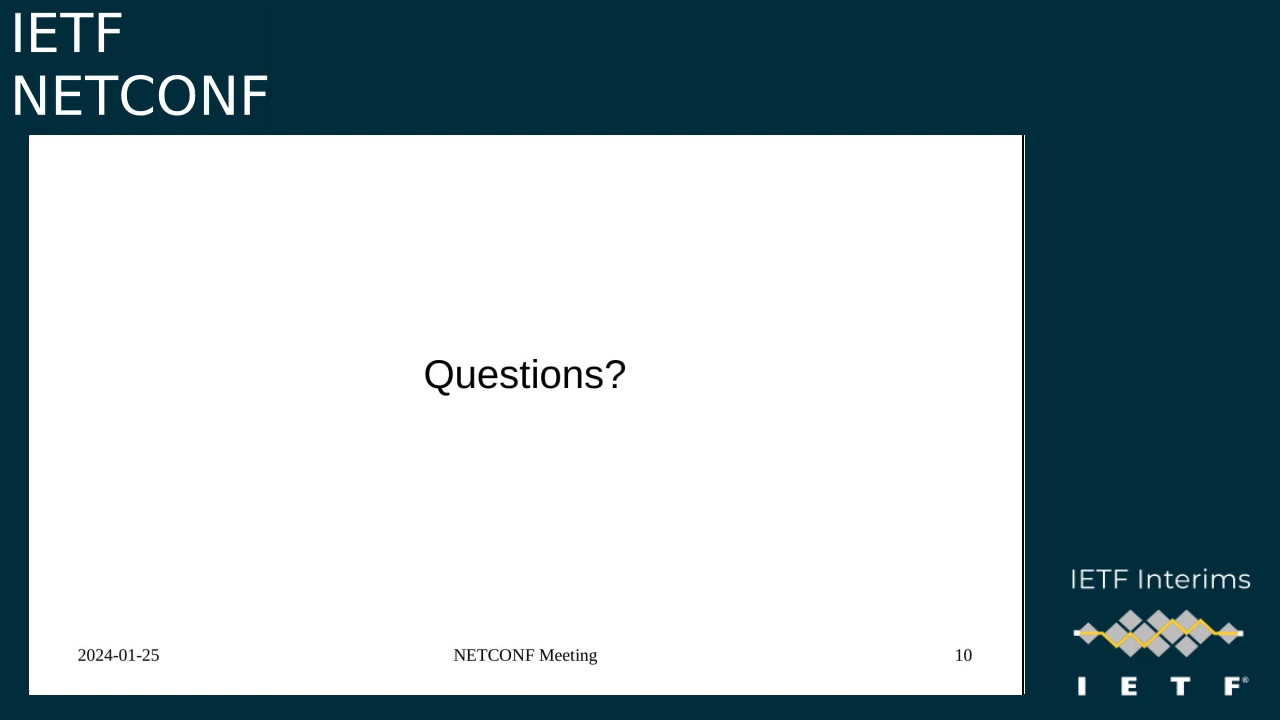 IETF
NETCONF
Questions?
2024-01-25 NETCONF Meeting 10
IETF Interims
I E T F®